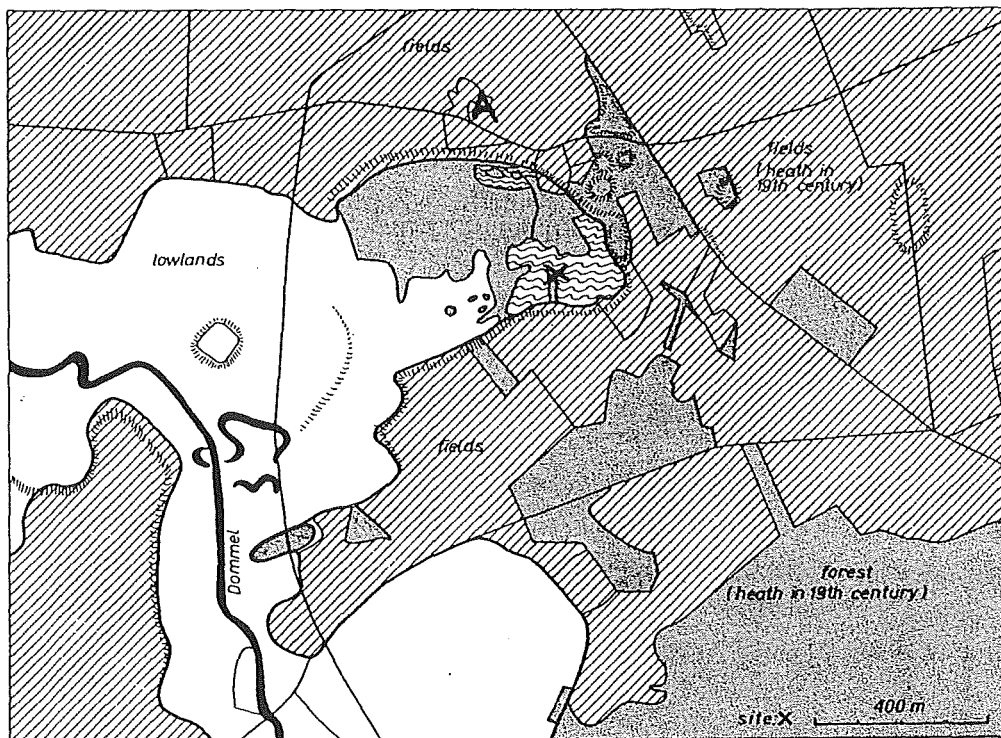 fields
A
fields
(heath in
19th century)
lowlands
X
fields
Dommel
forest
(heath in 19th century)
400 m
site: X